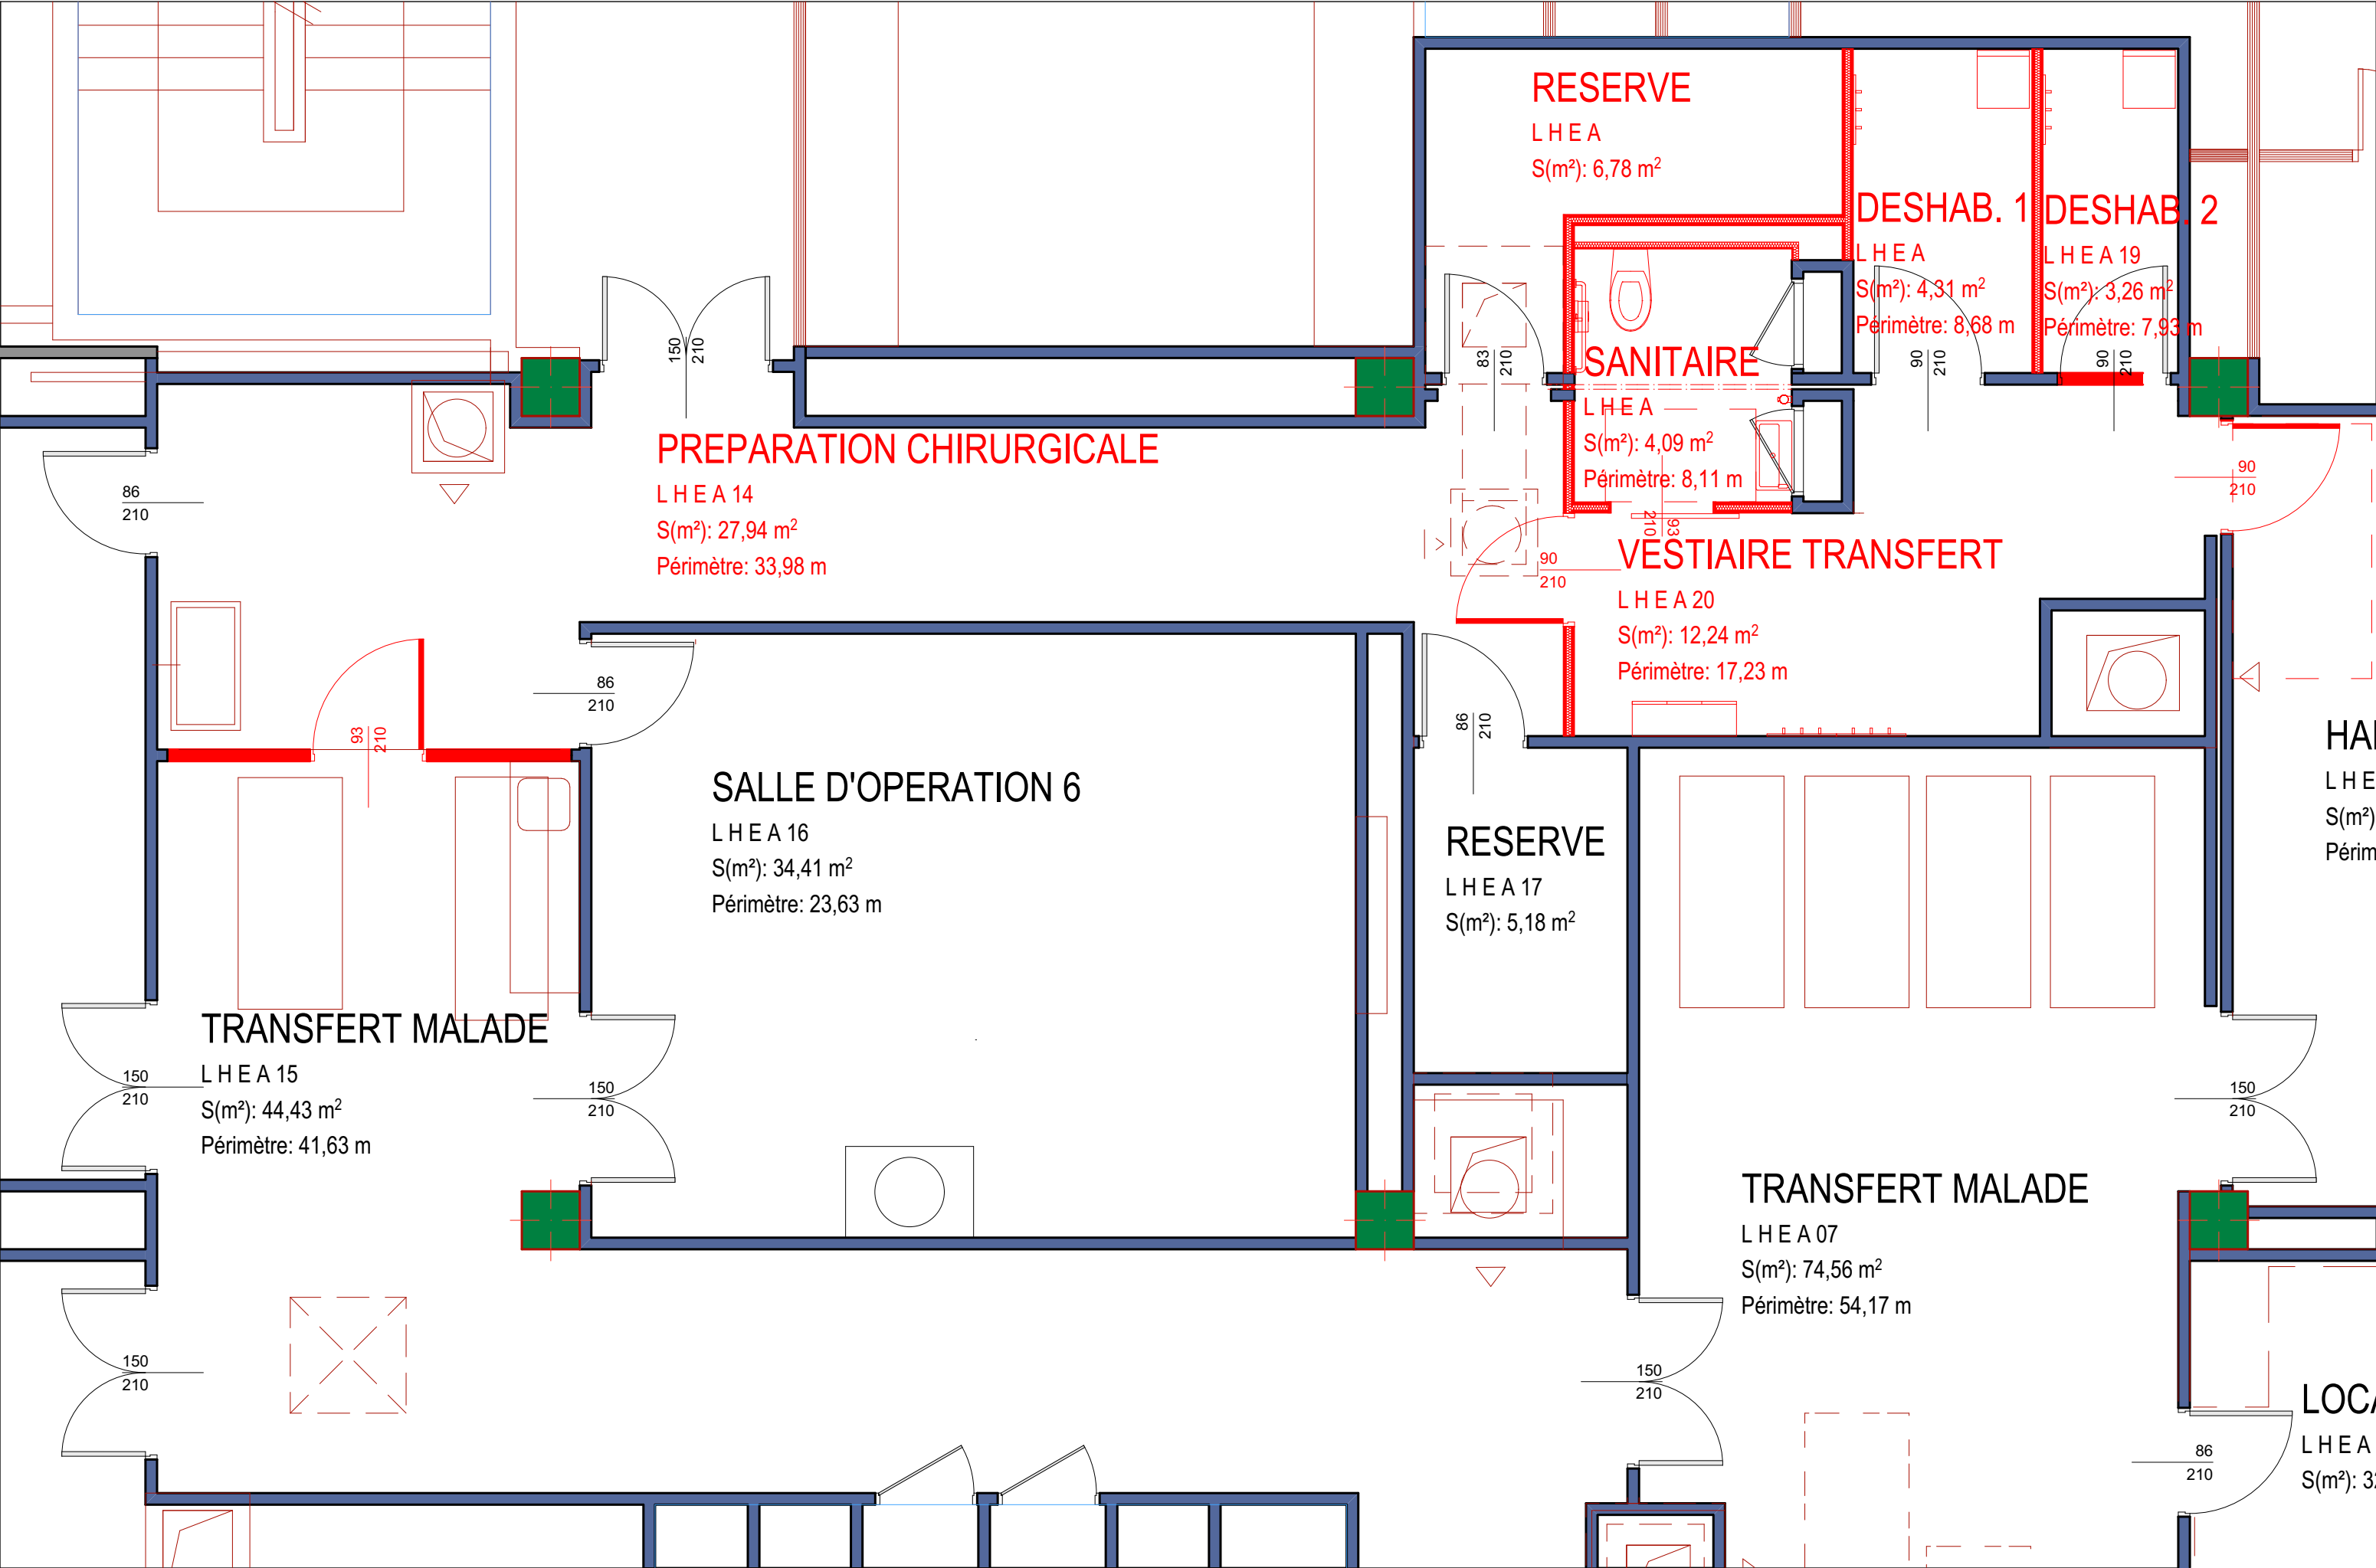 RESERVE
L H E A
S(m²): 6,78 m²
DESHAB. 1
L H E A
S(m²): 4,31 m²
Périmètre: 8,68 m
DESHAB. 2
L H E A 19
S(m²): 3,26 m²
Périmètre: 7,93 m
150
210
83
210
90
210
90
210
SANITAIRE
L H E A
S(m²): 4,09 m²
Périmètre: 8,11 m
PREPARATION CHIRURGICALE
L H E A 14
S(m²): 27,94 m²
Périmètre: 33,98 m
86
210
90
210
93
210
90
210
VESTIAIRE TRANSFERT
L H E A 20
S(m²): 12,24 m²
Périmètre: 17,23 m
86
210
93
210
86
210
SALLE D'OPERATION 6
L H E A 16
S(m²): 34,41 m²
Périmètre: 23,63 m
RESERVE
L H E A 17
S(m²): 5,18 m²
L H E
S(m²)
TRANSFERT MALADE
L H E A 15
S(m²): 44,43 m²
Périmètre: 41,63 m
150
210
150
210
150
210
TRANSFERT MALADE
L H E A 07
S(m²): 74,56 m²
Périmètre: 54,17 m
150
210
150
210
86
210
L H E A